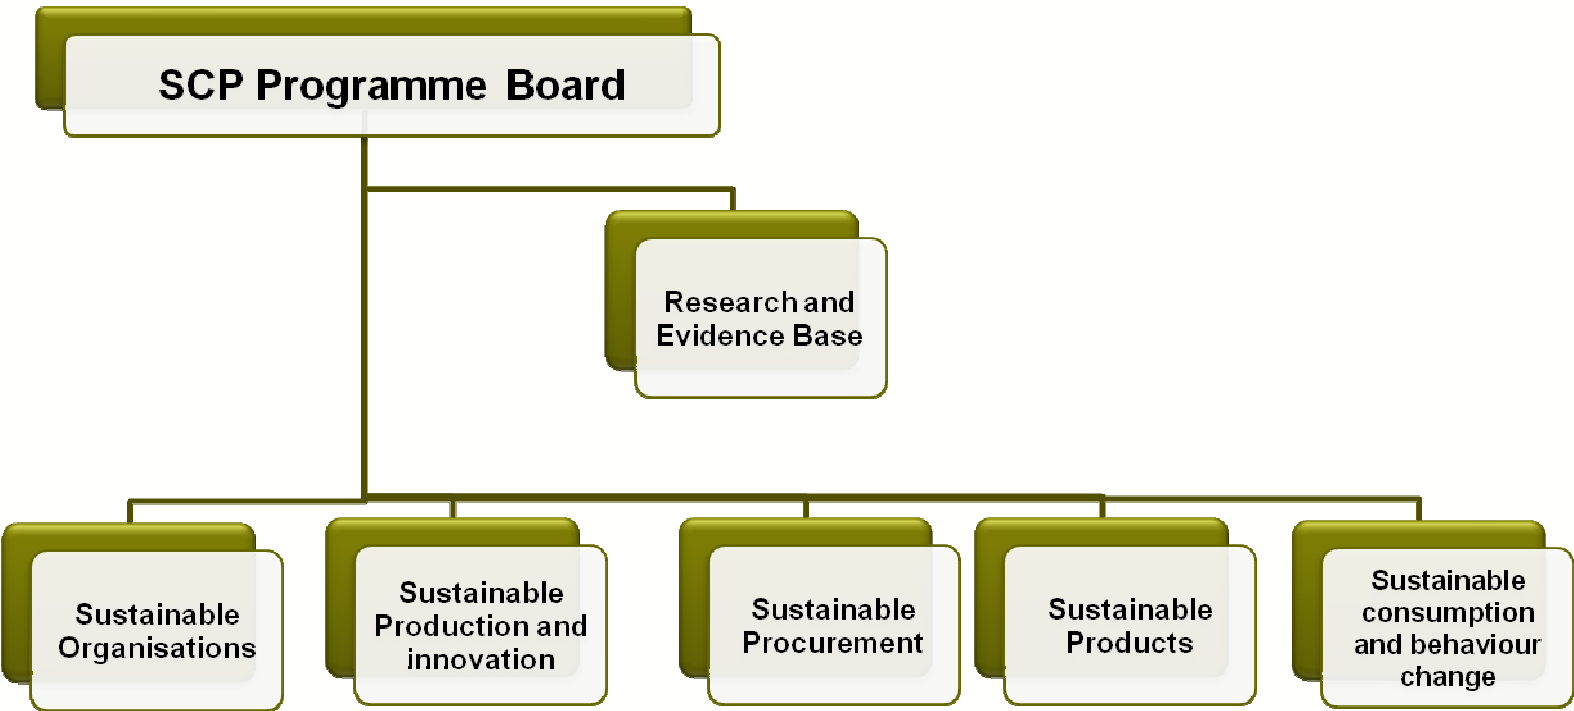 SCP Programme Board
Research and
Evidence Base
Sustainable
Organisations
Sustainable
Production and
innovation
Sustainable
Procurement
Sustainable
Products
Sustainable
consumption
and behaviour
change